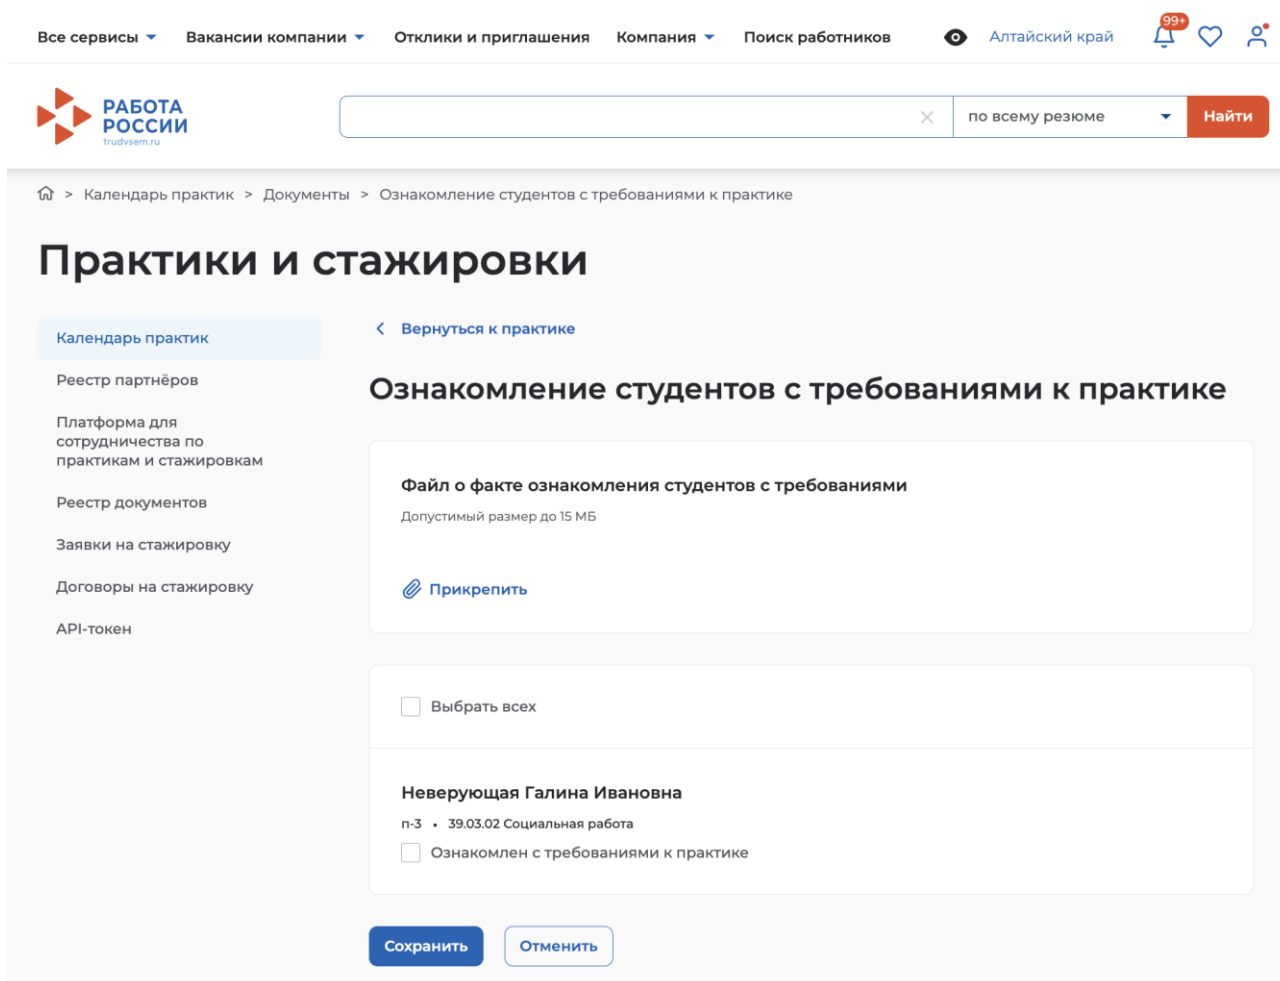 Все сервисы Вакансии компании Отклики и приглашения Компания Поиск работников Алтайский край 99+
РАБОТА
РОССИИ
trudvsem.ru
по всему резюме Найти
> Календарь практик > Документы > Ознакомление студентов с требованиями к практике
Практики и стажировки
Календарь практик
Реестр партнёров
Платформа для
сотрудничества по
практикам и стажировкам
Реестр документов
Заявки на стажировку
Договоры на стажировку
API-токен
Вернуться к практике
Ознакомление студентов с требованиями к практике
Файл о факте ознакомления студентов с требованиями
Допустимый размер до 15 МБ
Прикрепить
Выбрать всех
Неверующая Галина Ивановна
п-3 • 39.03.02 Социальная работа
Ознакомлен с требованиями к практике
Сохранить Отменить